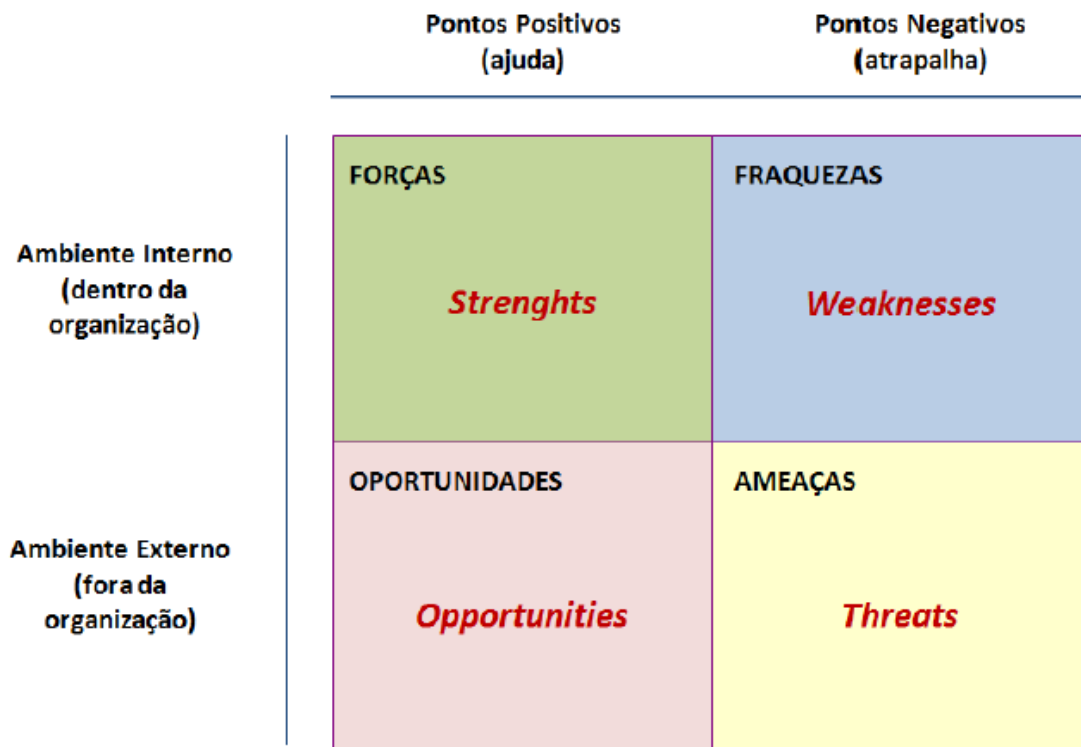 Pontos Positivos
(ajuda)
Pontos Negativos
(atrapalha)
Ambiente Interno
(dentro da
organização)
FORÇAS
Strenghts
FRAQUEZAS
Weaknesses
Ambiente Externo
(fora da
organização)
OPORTUNIDADES
Opportunities
AMEAÇAS
Threats